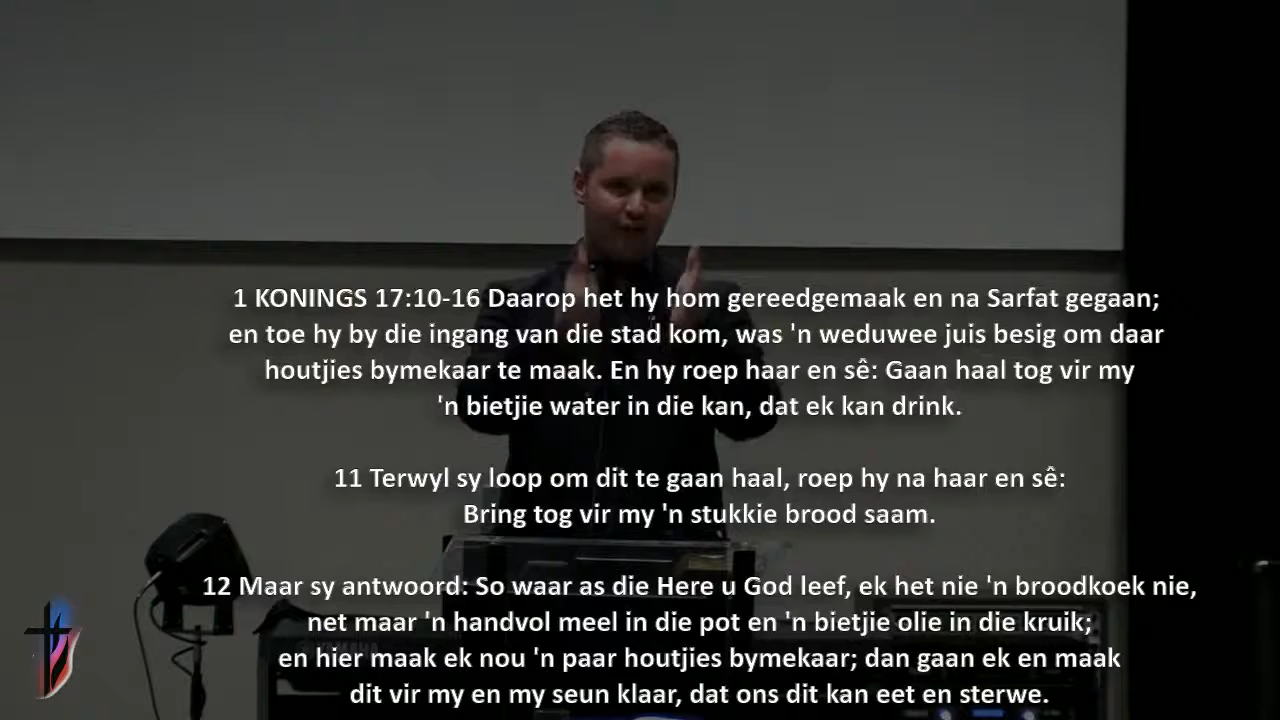 1 KONINGS 17:10-16 Daarop het hy hom gereedgemaak en na Sarfat gegaan;
en toe hy by die ingang van die stad kom, was 'n weduwee juis besig om daar
houtjies bymekaar te maak. En hy roep haar en sê: Gaan haal tog vir my
'n bietjie water in die kan, dat ek kan drink.
11 Terwyl sy loop om dit te gaan haal, roep hy na haar en sê:
Bring tog vir my 'n stukkie brood saam.
12 Maar sy antwoord: So waar as die Here u God leef, ek het nie 'n broodkoek nie,
net maar 'n handvol meel in die pot en 'n bietjie olie in die kruik;
en hier maak ek nou 'n paar houtjies bymekaar; dan gaan ek en maak
dit vir my en my seun klaar, dat ons dit kan eet en sterwe.
YAMAHA